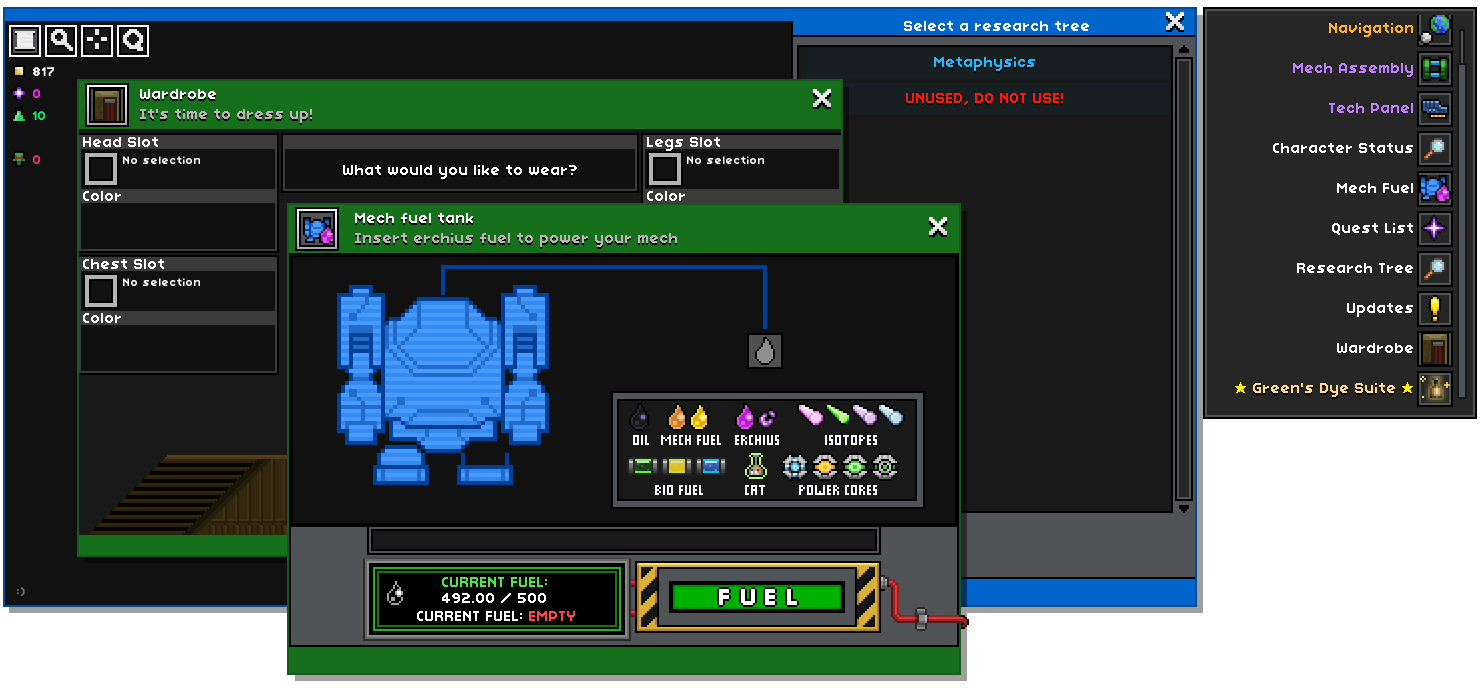 Select a research tree
817
0
10
0
Metaphysics
UNUSED, DO NOT USE!
:)
Wardrobe
It's time to dress up!
Head Slot
No selection
Color
What would you like to wear?
Legs Slot
No selection
Color
Chest Slot
No selection
Color
Mech fuel tank
Insert erchius fuel to power your mech
OIL MECH FUEL ERCHIUS ISOTOPES
BIO FUEL CAT POWER CORES
CURRENT FUEL:
492.00 / 500
CURRENT FUEL: EMPTY
FUEL
Navigation
Mech Assembly
Tech Panel
Character Status
Mech Fuel
Quest List
Research Tree
Updates
Wardrobe
★ Green's Dye Suite ★